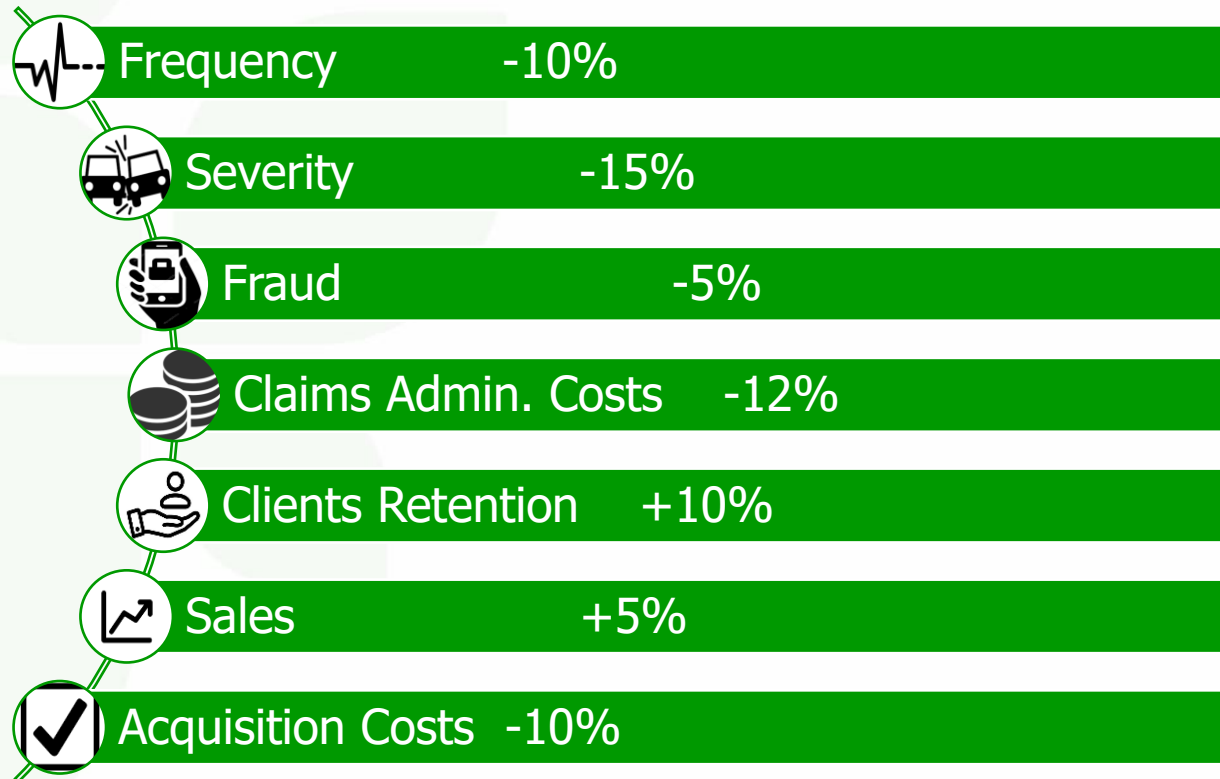 Frequency -10%
Severity -15%
Fraud -5%
Claims Admin. Costs -12%
Clients Retention +10%
Sales +5%
Acquisition Costs -10%